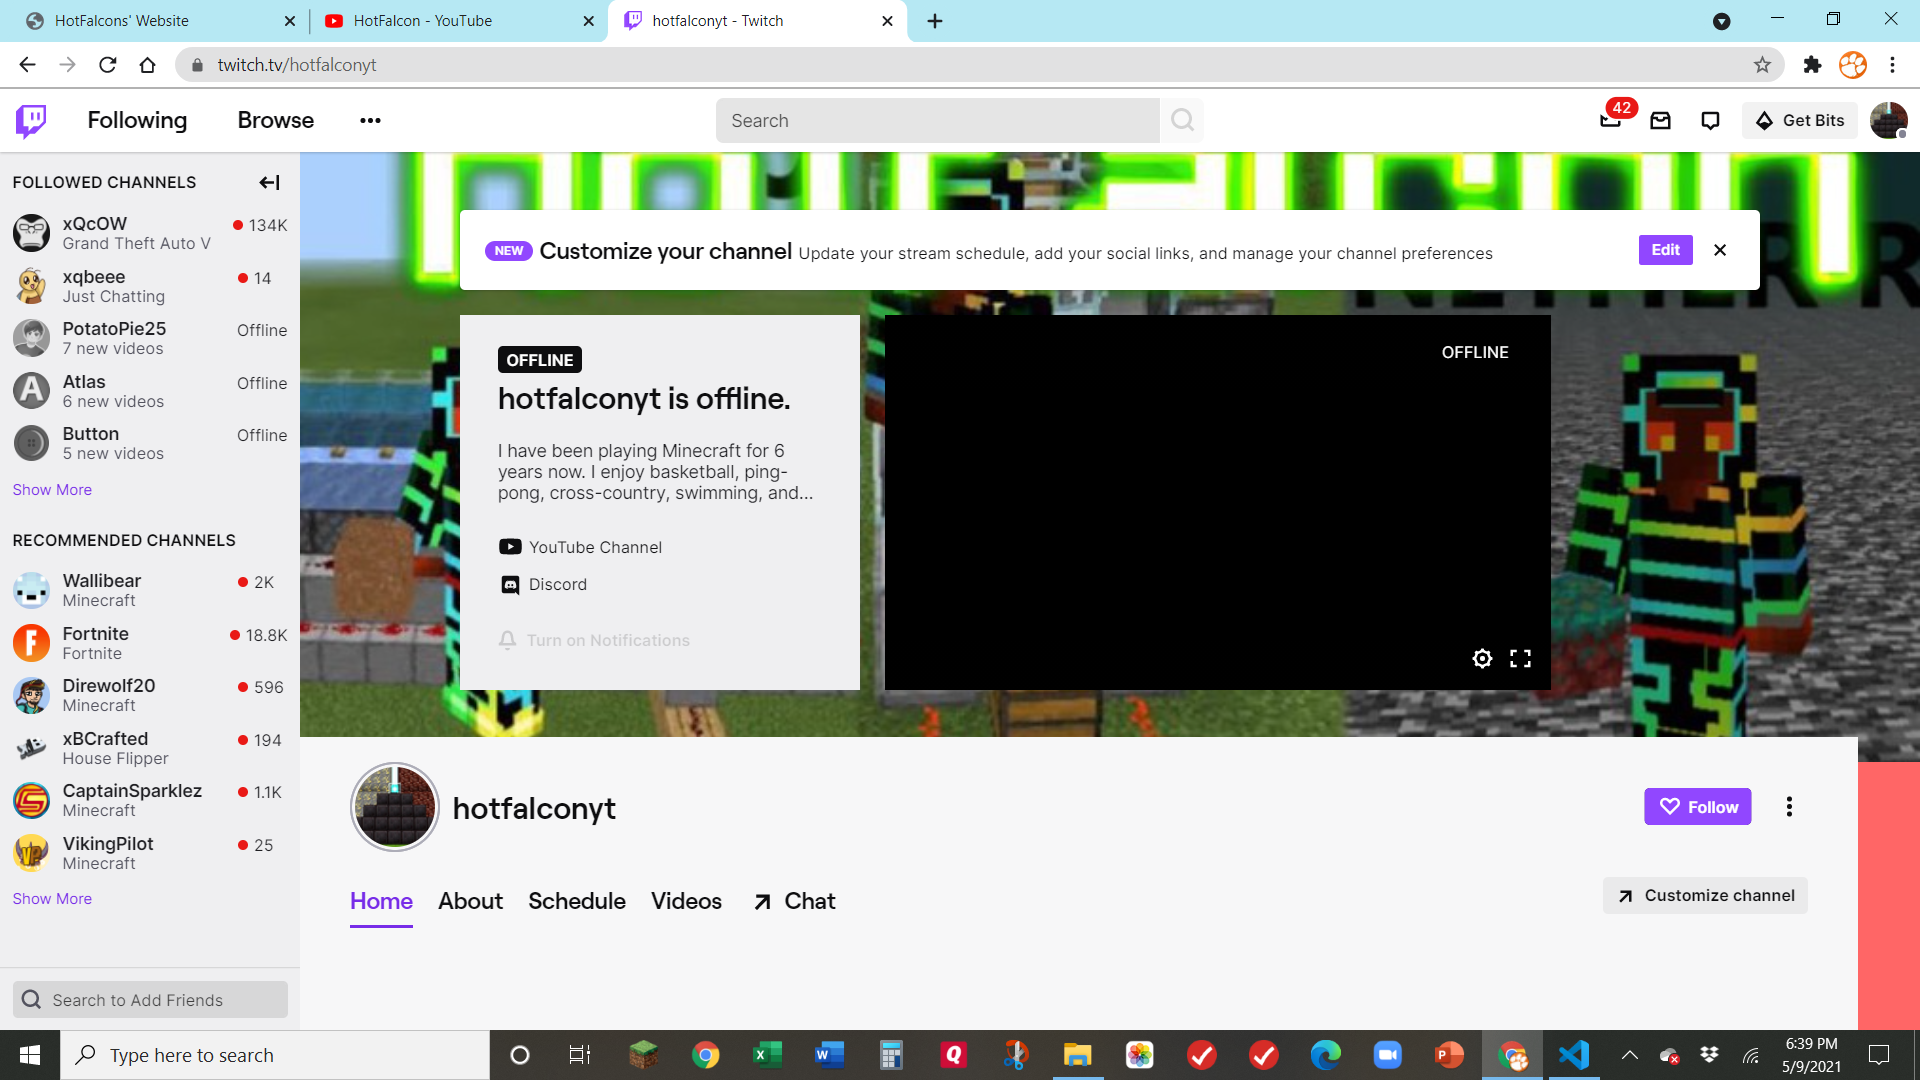 HotFalcons' Website
HotFalcon - YouTube
hotfalconyt - Twitch
twitch.tv/hotfalconyt
Following
Browse
Search
42
Get Bits
FOLLOWED CHANNELS
xQcOW
134K
Grand Theft Auto V
xqbeee
14
Just Chatting
PotatoPie25
Offline
7 new videos
Atlas
Offline
6 new videos
Button
Offline
5 new videos
Show More
RECOMMENDED CHANNELS
Wallibear
2K
Minecraft
Fortnite
18.8K
Fortnite
Direwolf20
596
Minecraft
xBCrafted
194
House Flipper
CaptainSparklez
1.1K
Minecraft
VikingPilot
25
Minecraft
Show More
Search to Add Friends
NEW Customize your channel Update your stream schedule, add your social links, and manage your channel preferences
Edit
OFFLINE
hotfalconyt is offline.
I have been playing Minecraft for 6
years now. I enjoy basketball, ping-
pong, cross-country, swimming, and...
YouTube Channel
Discord
Turn on Notifications
OFFLINE
hotfalconyt
Follow
Home
About
Schedule
Videos
Chat
Customize channel
Type here to search
6:39 PM
5/9/2021